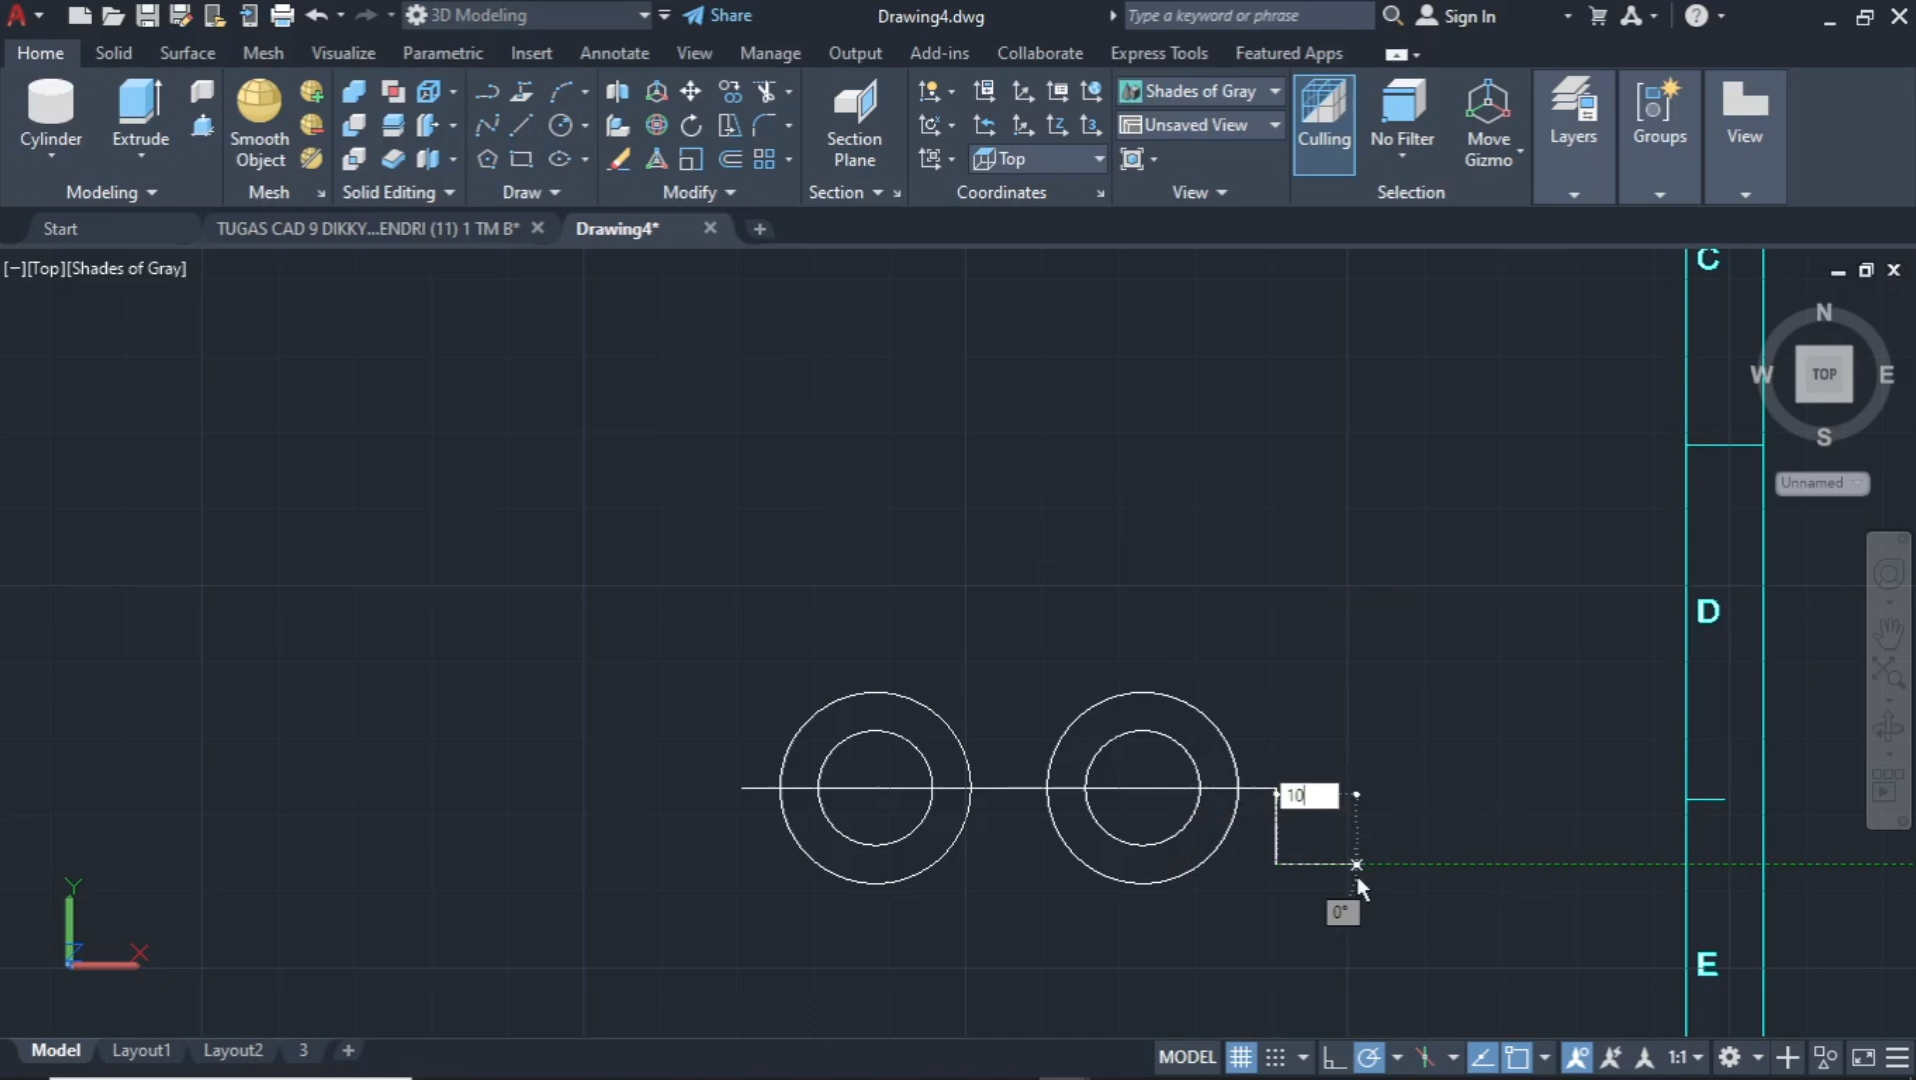 3D Modeling Share Drawing4.dwg Type a keyword or phrase Sign In
Home Solid Surface Mesh Visualize Parametric Insert Annotate View Manage Output Add-ins Collaborate Express Tools Featured Apps
Shades of Gray
Unsaved View
Cylinder Extrude Smooth Object Section Plane Culling No Filter Move Gizmo Layers Groups View
Top
Modeling Mesh Solid Editing Draw Modify Section Coordinates View Selection
Start TUGAS CAD 9 DIKKY...ENDRI (11) 1 TM B* Drawing4*
[−][Top][Shades of Gray]
C
N
W TOP E
S
Unnamed
D
10
0°
Y
Z X
E
Model Layout1 Layout2 3 +
MODEL 1:1